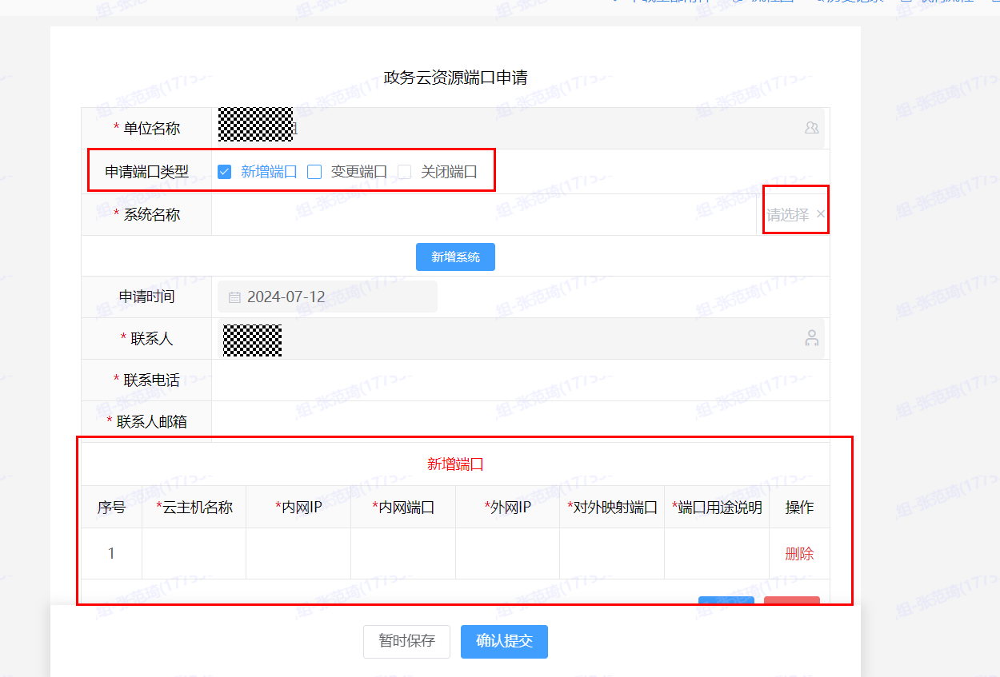 政务云资源端口申请
* 单位名称
申请端口类型 新增端口 变更端口 关闭端口
* 系统名称 请选择 ×
新增系统
申请时间 2024-07-12
* 联系人
* 联系电话
* 联系人邮箱
新增端口
序号 *云主机名称 *内网IP *内网端口 *外网IP *对外映射端口 *端口用途说明 操作
1 删除
暂时保存 确认提交